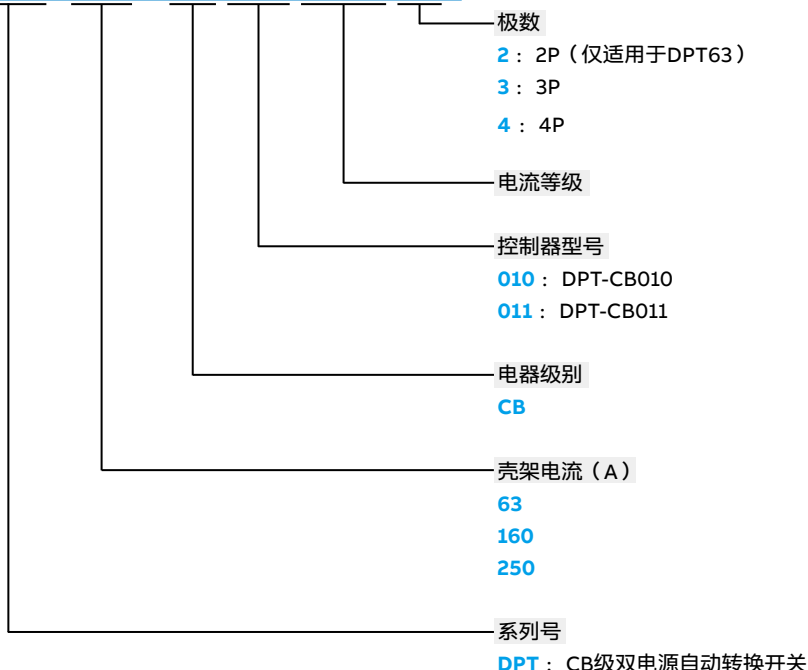 极数
2：2P（仅适用于DPT63）
3：3P
4：4P
电流等级
控制器型号
010：DPT-CB010
011：DPT-CB011
电器级别
CB
壳架电流（A）
63
160
250
系列号
DPT：CB级双电源自动转换开关